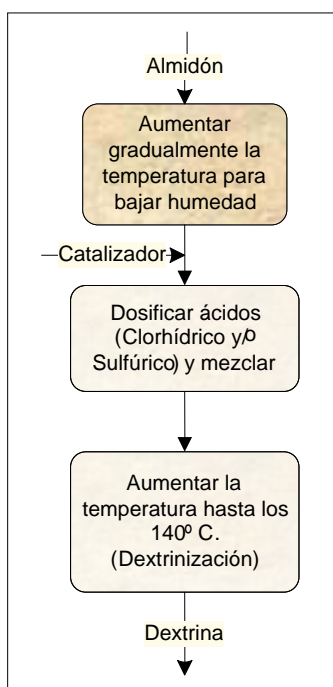 Almidón
Aumentar
gradualmente la
temperatura para
bajar humedad
Catalizador
Dosificar ácidos
(Clorhídrico y/o
Sulfúrico) y mezclar
Aumentar la
temperatura hasta los
140º C.
(Dextrinización)
Dextrina